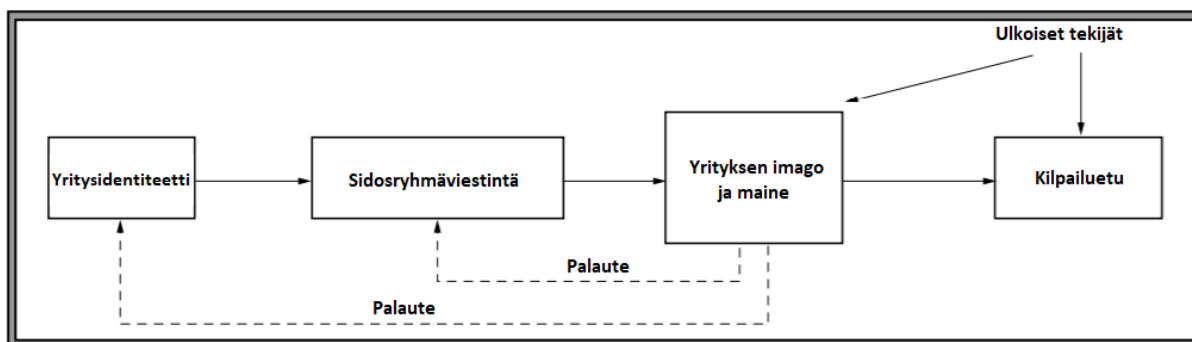 Ulkoiset tekijät
Yritysidentiteetti
Sidosryhmäviestintä
Yrityksen imago
ja maine
Kilpailuetu
Palaute
Palaute